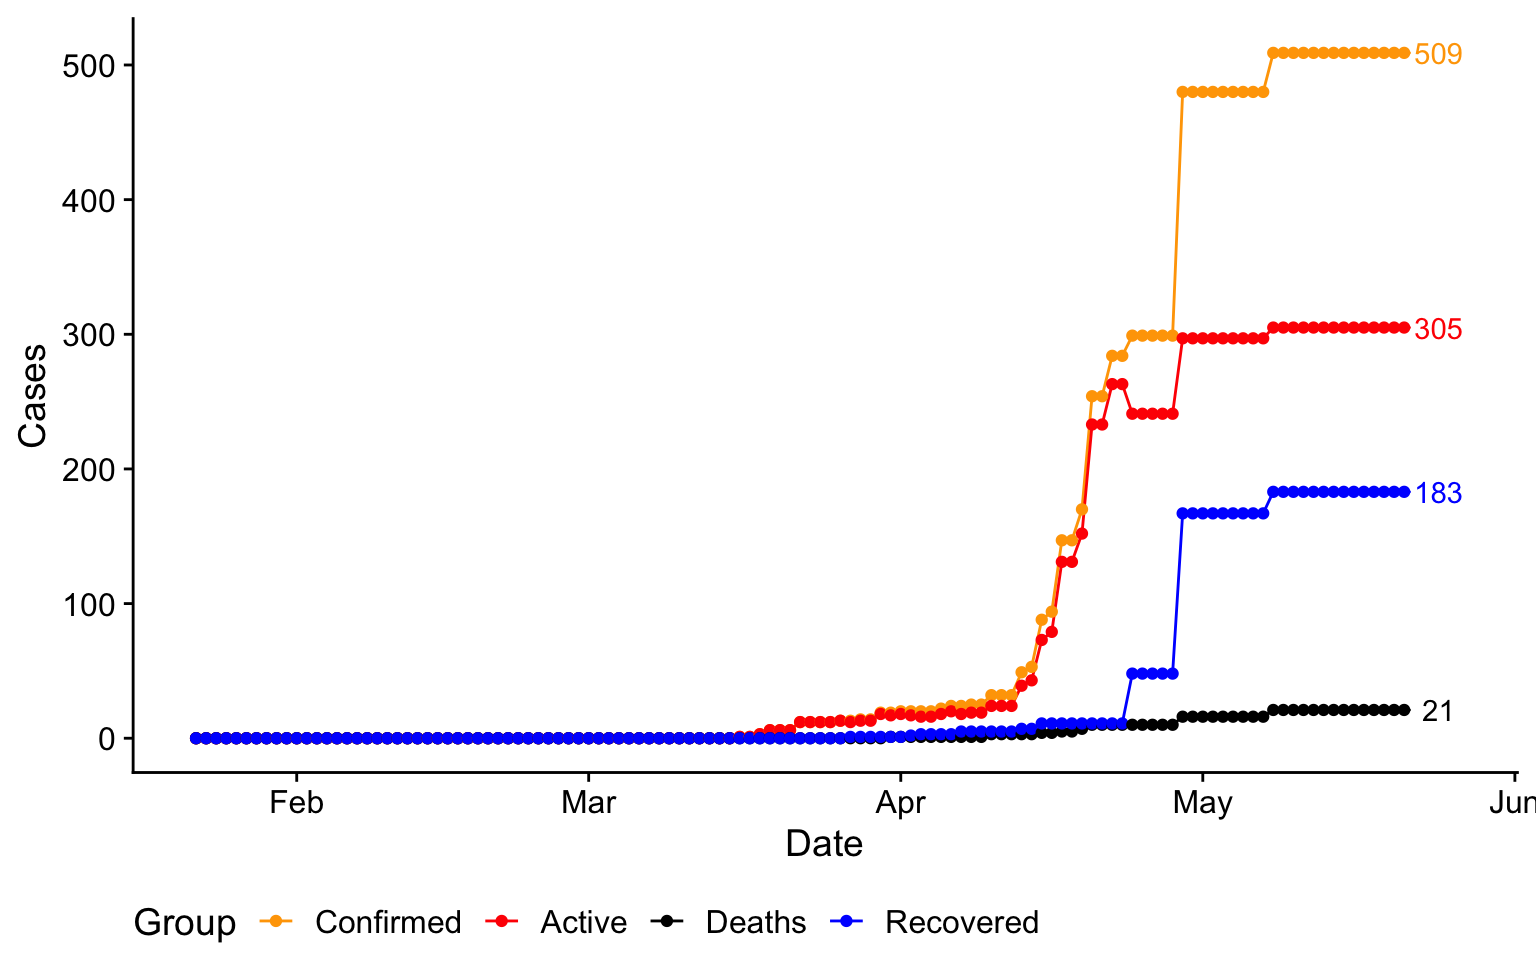 500
400
300
200
100
0
Cases
509
305
183
21
Feb Mar Apr May Jun
Date
Group Confirmed Active Deaths Recovered